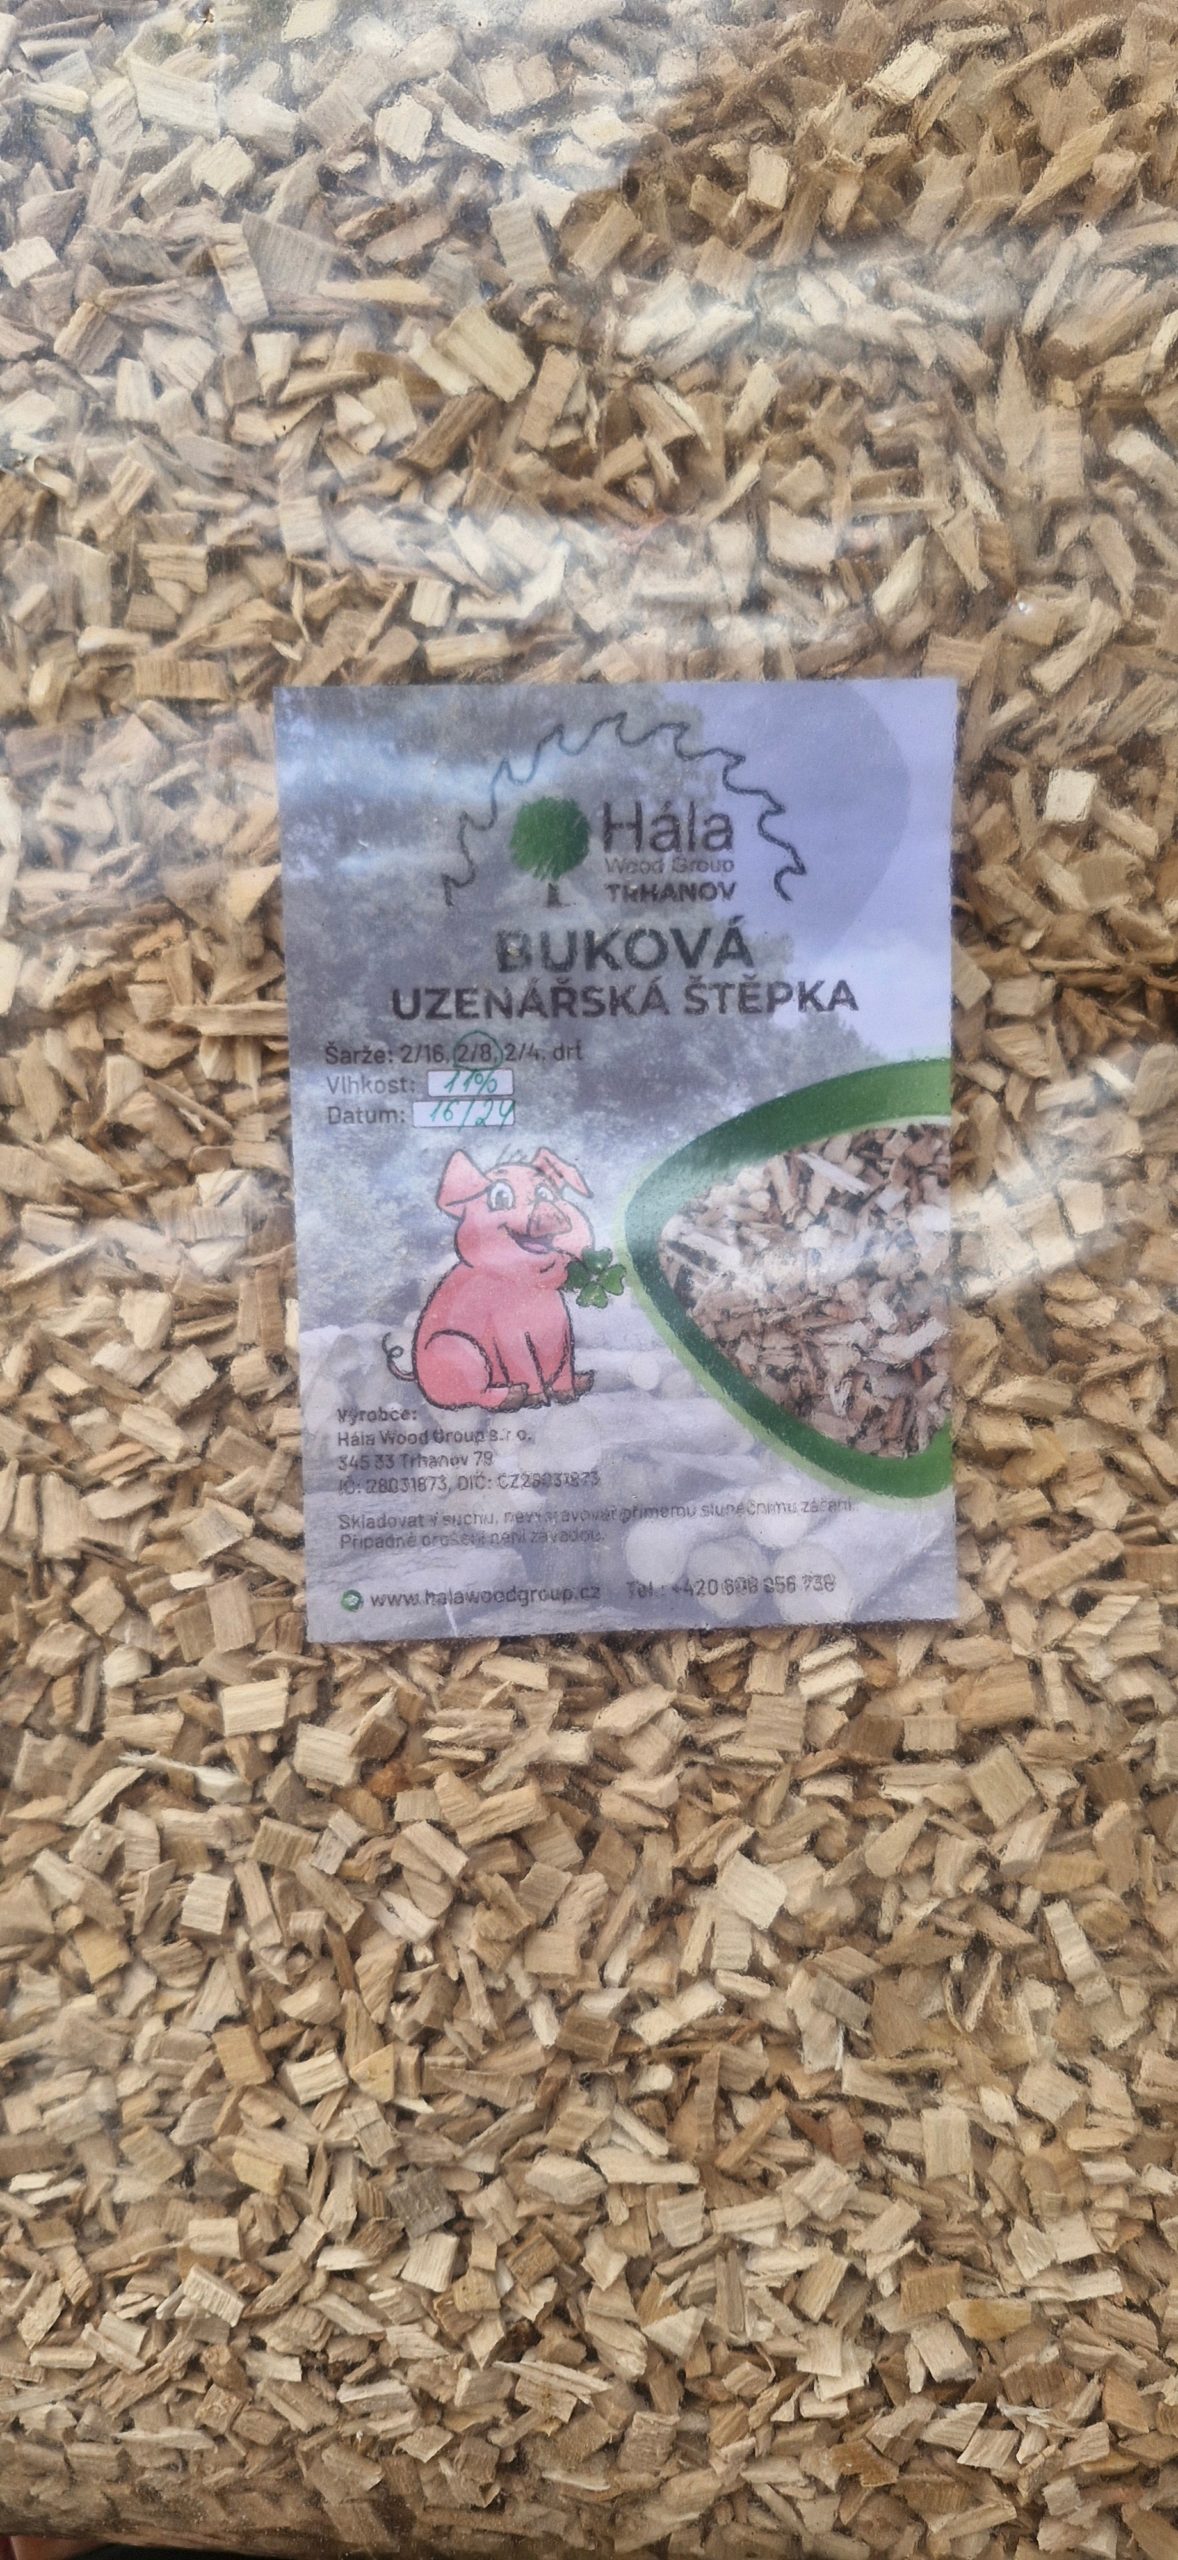 Hála
Wood Group
TRHANOV
BUKOVÁ
UZENÁŘSKÁ ŠTĚPKA
Šarže: 2/16, 2/8, 2/4, drť
Vlhkost: 11%
Datum: 16/24
Výrobce:
Hála Wood Group s.r.o.
345 33 Trhanov 79
IČ: 28031873, DIČ: CZ28031873
Skladovat v suchu, nevystavovat přímému slunečnímu záření.
Případné orosení není závadou.
www.halawoodgroup.cz Tel.: +420 608